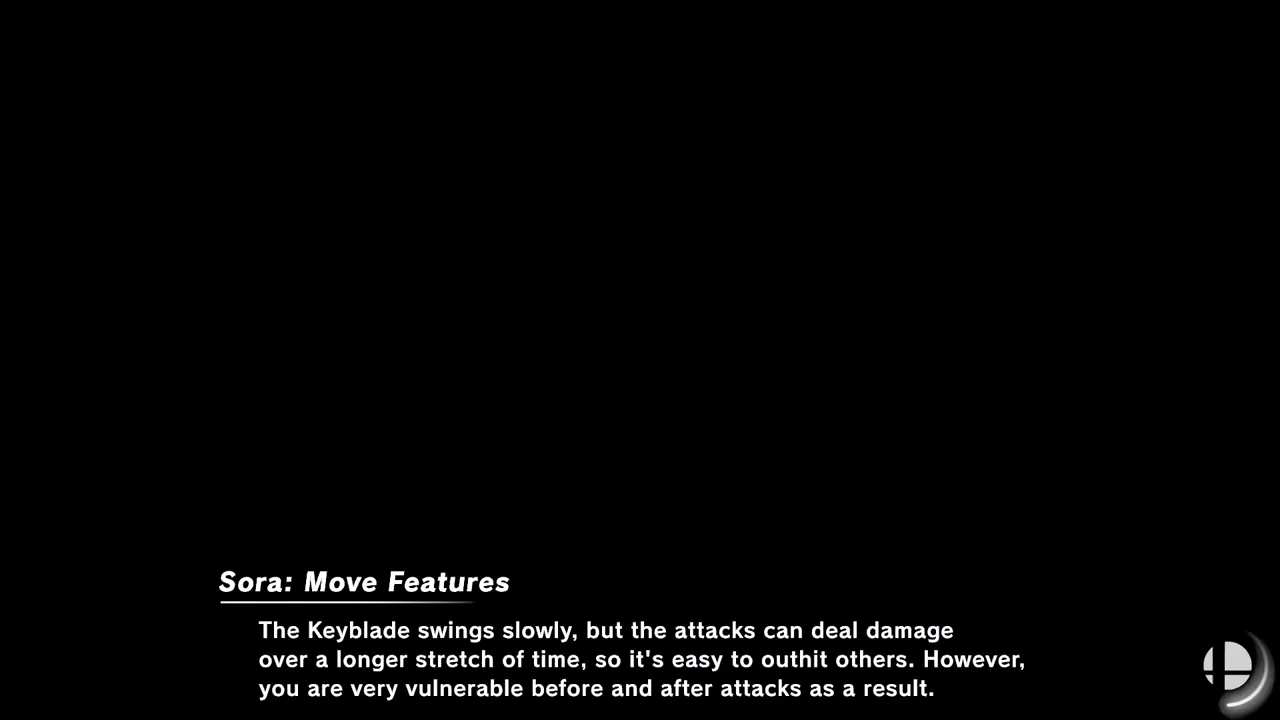 Sora: Move Features
The Keyblade swings slowly, but the attacks can deal damage
over a longer stretch of time, so it's easy to outhit others. However,
you are very vulnerable before and after attacks as a result.